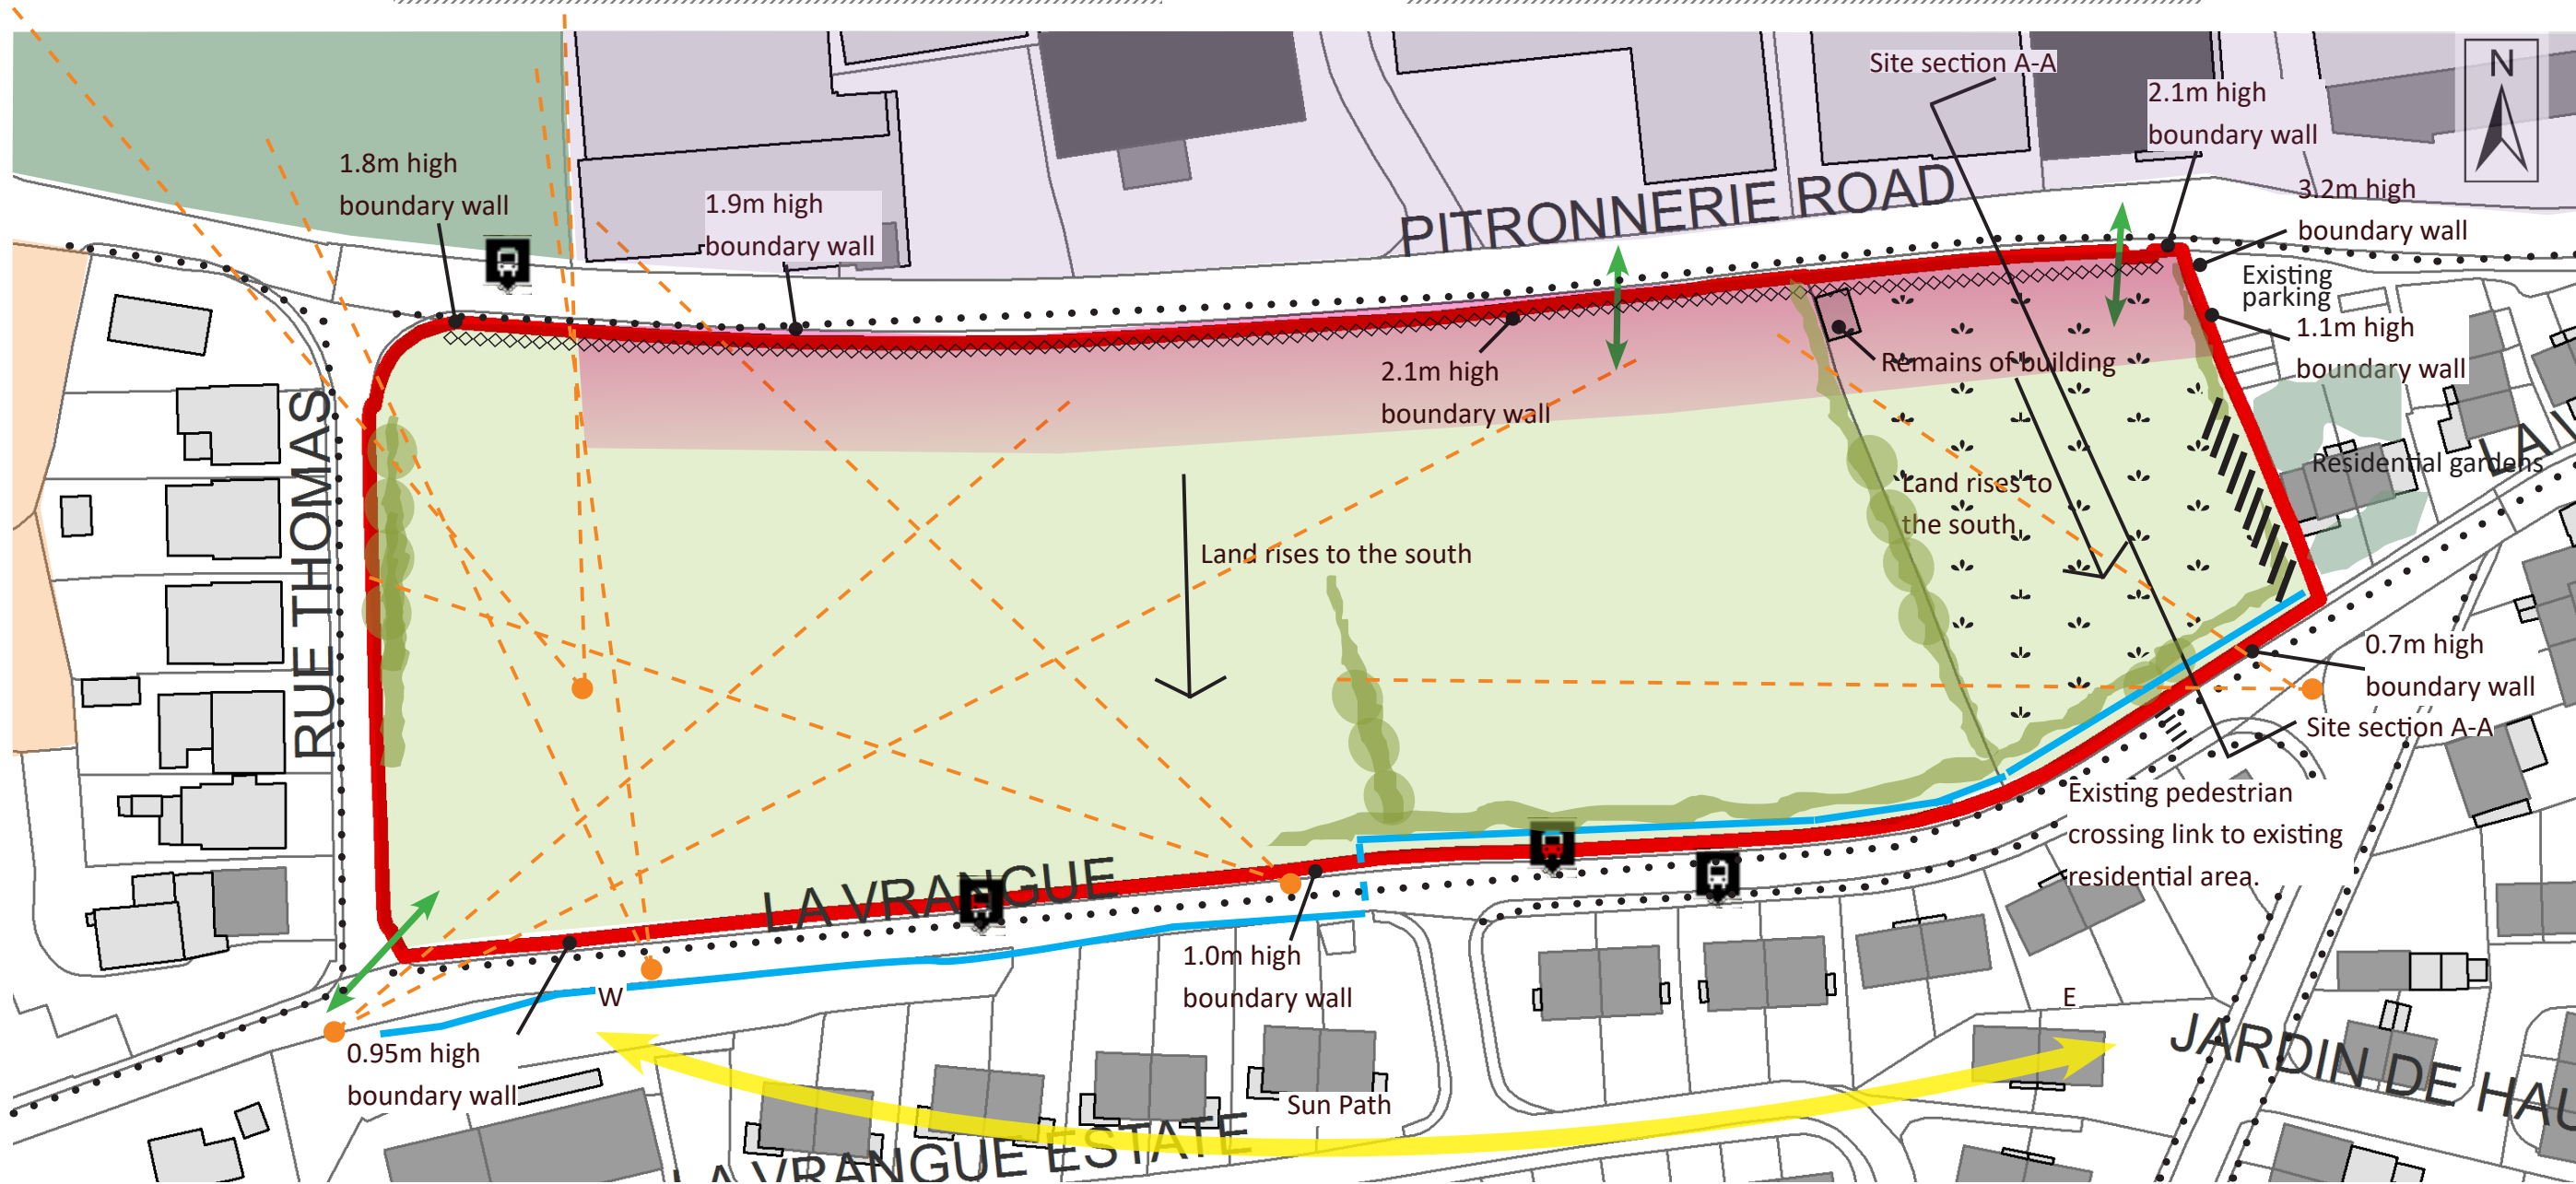 Site section A-A
N
2.1m high
boundary wall
1.8m high
boundary wall
1.9m high
boundary wall
3.2m high
boundary wall
PITRONNERIE ROAD
Existing
parking
1.1m high
boundary wall
Remains of building
2.1m high
boundary wall
RUE THOMAS
Residential gardens
Land rises to
the south
Land rises to the south
0.7m high
boundary wall
Site section A-A
Existing pedestrian
crossing link to existing
residential area.
LA VRANGUE
1.0m high
boundary wall
W
E
0.95m high
boundary wall
Sun Path
JARDIN DE HAU
LA VRANGUE ESTATE